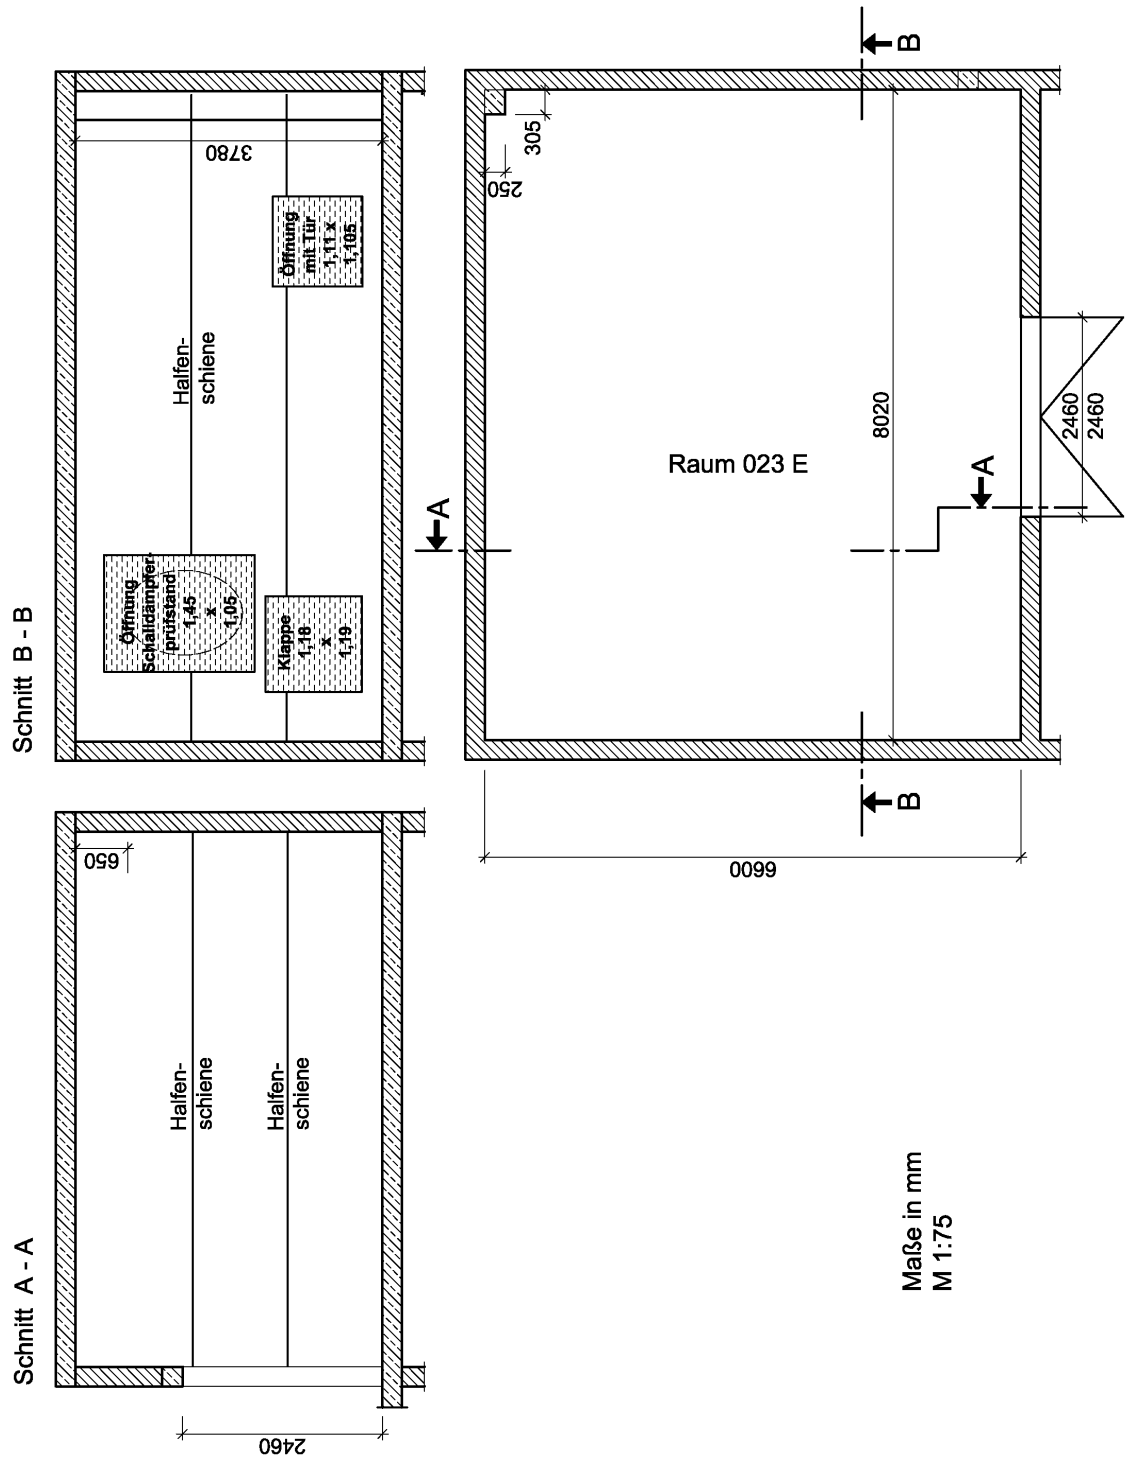 Schnitt A - A
2460
Halfen-
schiene
Halfen-
schiene
650
Schnitt B - B
Öffnung
Schalldämpfer-
prüfstand
1,45
x
1,05
Klappe
1,18
x
1,19
Halfen-
schiene
Öffnung
mit Tür
1,11 x
1,105
3780
A
A
B
B
305
250
Raum 023 E
8020
2460
2460
6600
Maße in mm
M 1:75